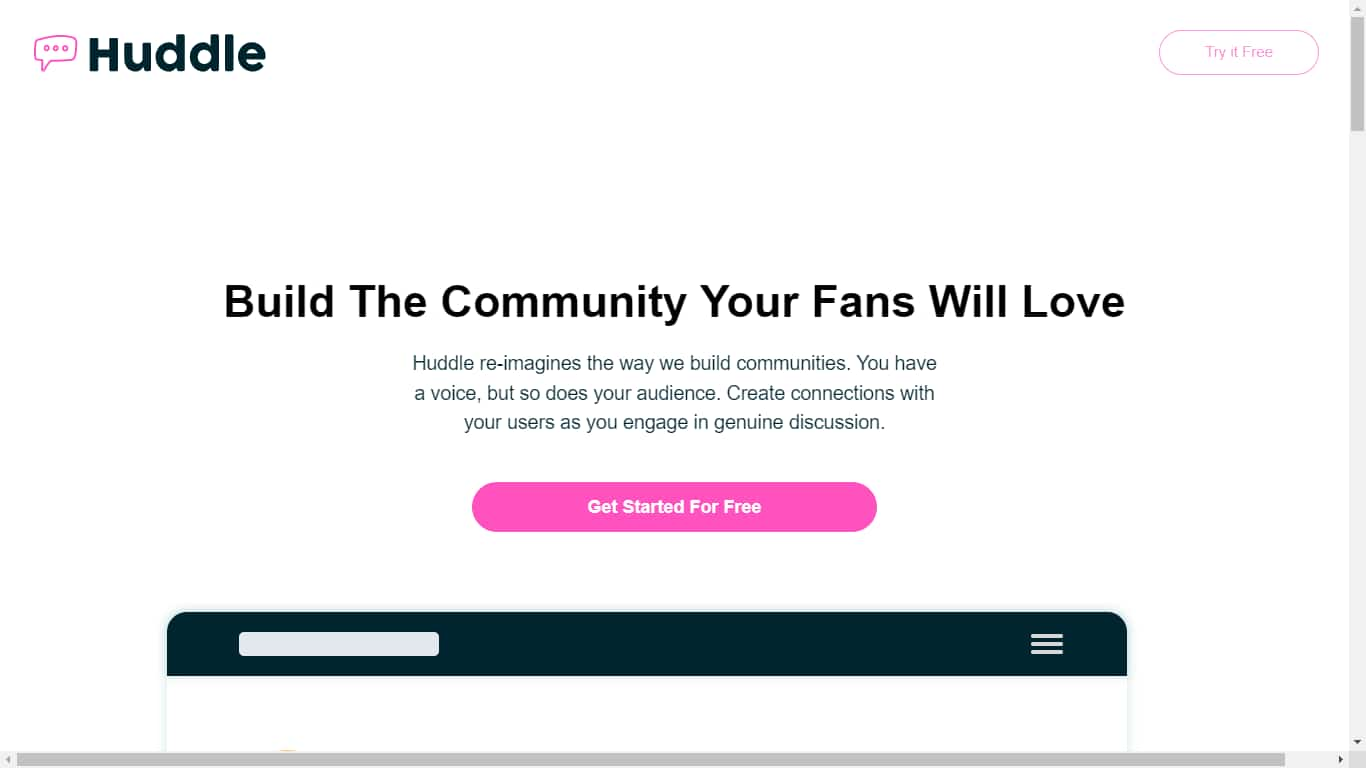 Huddle
Try it Free
Build The Community Your Fans Will Love
Huddle re-imagines the way we build communities. You have
a voice, but so does your audience. Create connections with
your users as you engage in genuine discussion.
Get Started For Free